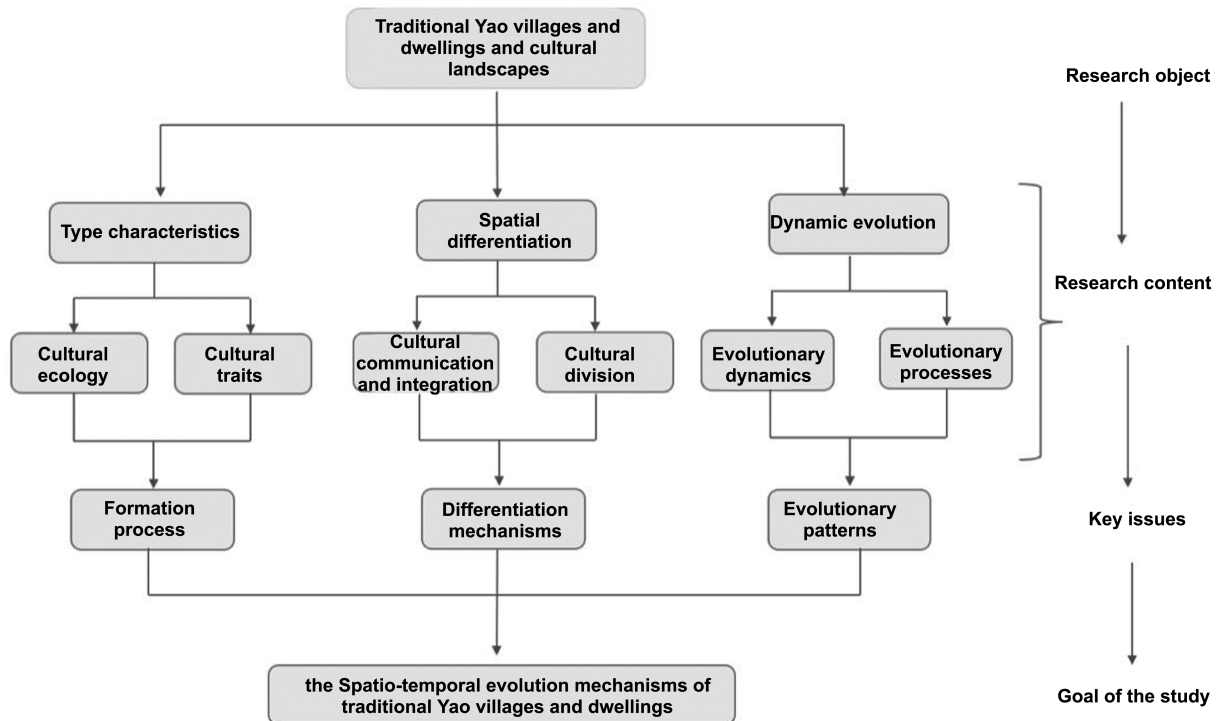 Traditional Yao villages and
dwellings and cultural
landscapes
Research object
Type characteristics
Spatial
differentiation
Dynamic evolution
Research content
Cultural
ecology
Cultural
traits
Cultural
communication
and integration
Cultural
division
Evolutionary
dynamics
Evolutionary
processes
Formation
process
Differentiation
mechanisms
Evolutionary
patterns
Key issues
the Spatio-temporal evolution mechanisms of
traditional Yao villages and dwellings
Goal of the study